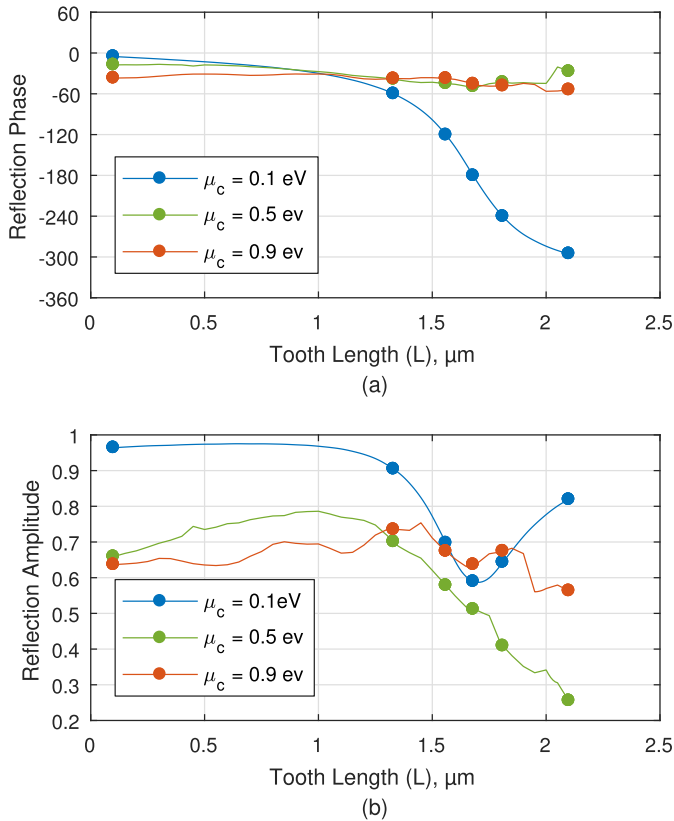 60
0
-60
-120
-180
-240
-300
-360
Reflection Phase
μc = 0.1 eV
μc = 0.5 ev
μc = 0.9 ev
0 0.5 1 1.5 2 2.5
Tooth Length (L), μm
(a)
1
0.9
0.8
0.7
0.6
0.5
0.4
0.3
0.2
Reflection Amplitude
μc = 0.1eV
μc = 0.5 ev
μc = 0.9 ev
0 0.5 1 1.5 2 2.5
Tooth Length (L), μm
(b)